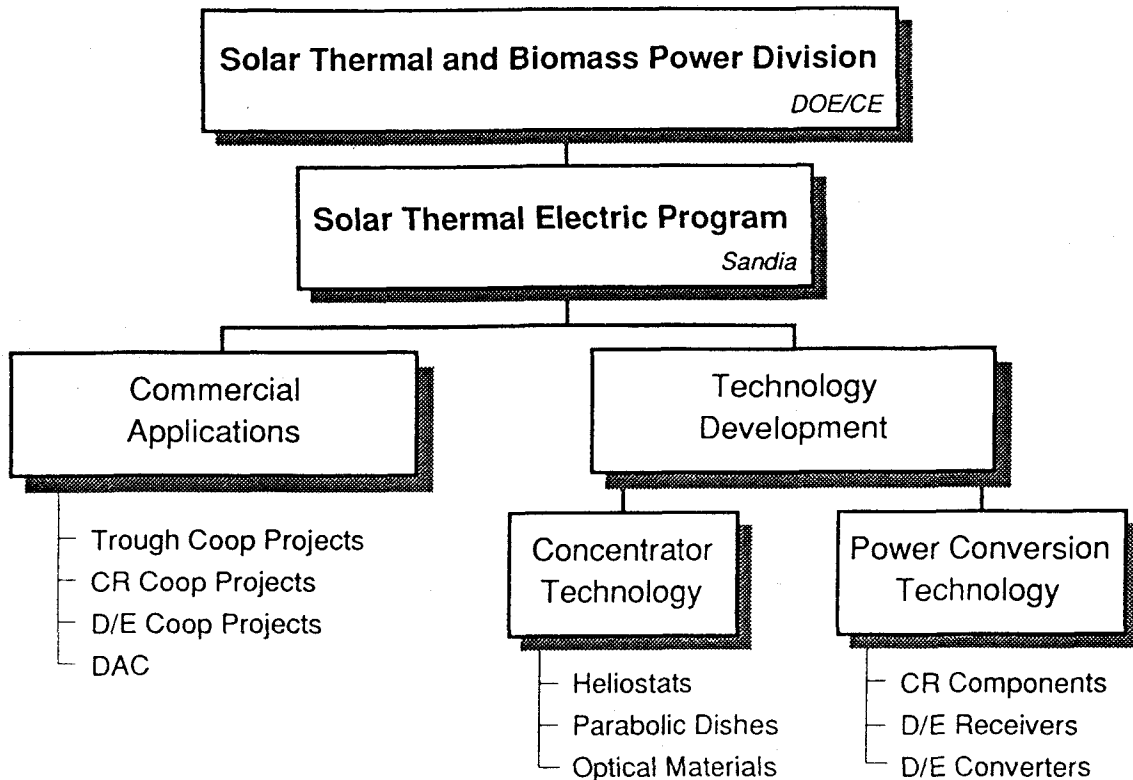 Solar Thermal and Biomass Power Division
DOE/CE
Solar Thermal Electric Program
Sandia
Commercial
Applications
Trough Coop Projects
CR Coop Projects
D/E Coop Projects
DAC
Technology
Development
Concentrator
Technology
Heliostats
Parabolic Dishes
Optical Materials
Power Conversion
Technology
CR Components
D/E Receivers
D/E Converters